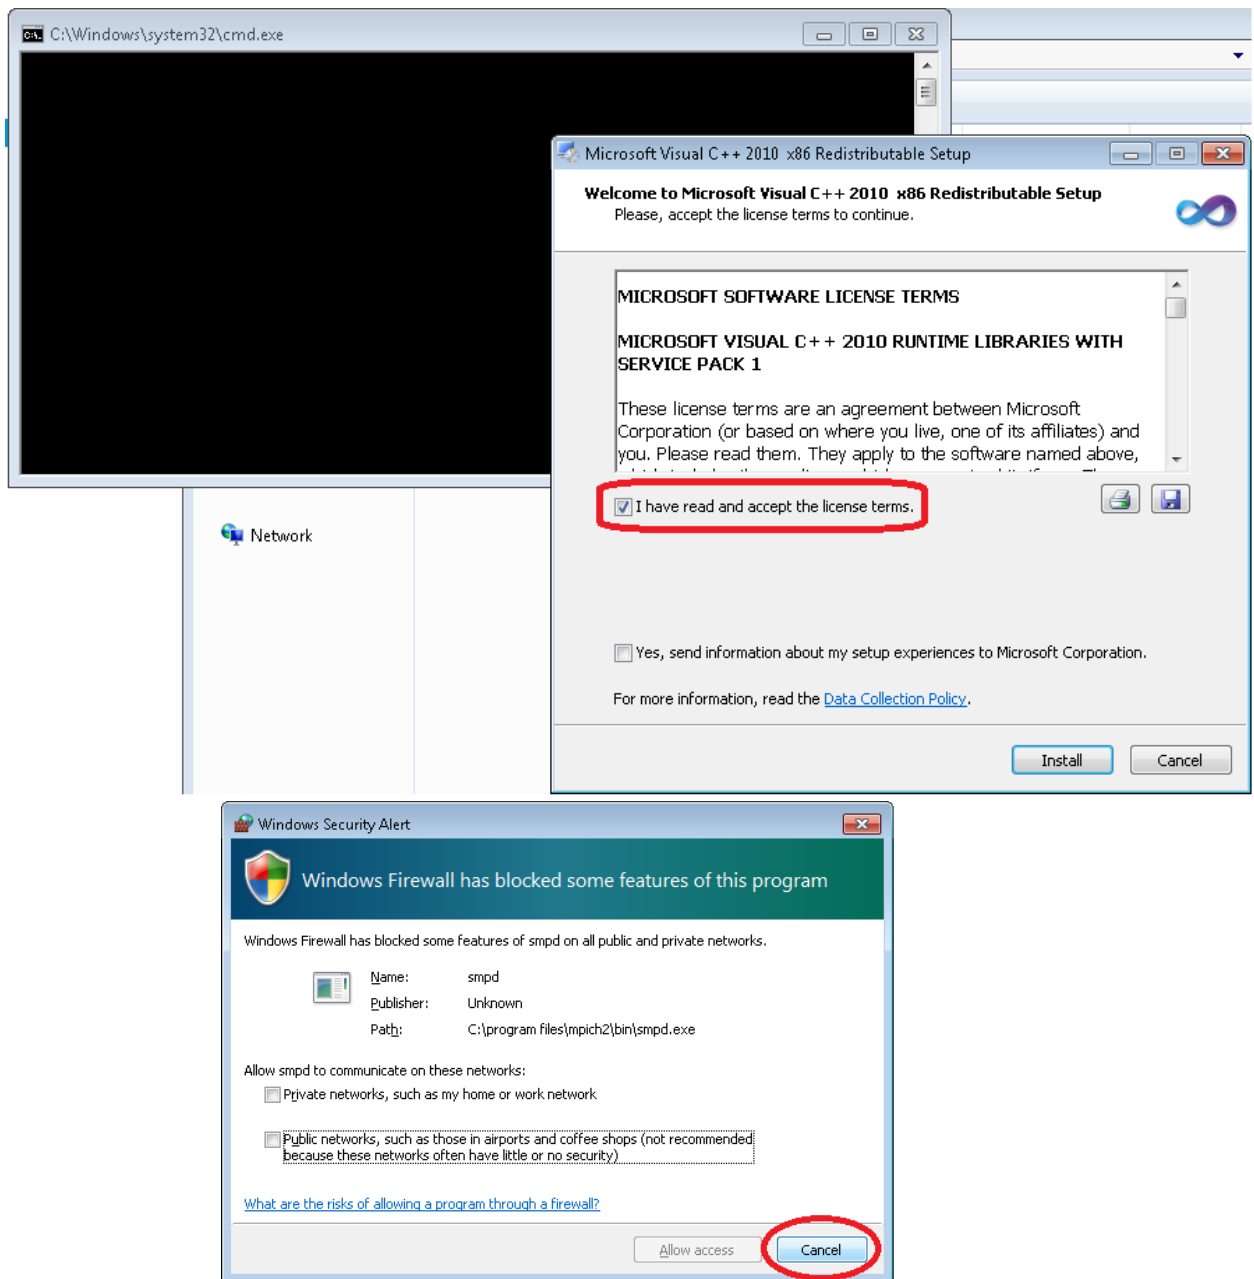 C:\Windows\system32\cmd.exe
Microsoft Visual C++ 2010 x86 Redistributable Setup
Welcome to Microsoft Visual C++ 2010 x86 Redistributable Setup
Please, accept the license terms to continue.
MICROSOFT SOFTWARE LICENSE TERMS
MICROSOFT VISUAL C++ 2010 RUNTIME LIBRARIES WITH
SERVICE PACK 1
These license terms are an agreement between Microsoft
Corporation (or based on where you live, one of its affiliates) and
you. Please read them. They apply to the software named above,
I have read and accept the license terms.
Network
Yes, send information about my setup experiences to Microsoft Corporation.
For more information, read the Data Collection Policy.
Install
Cancel
Windows Security Alert
Windows Firewall has blocked some features of this program
Windows Firewall has blocked some features of smpd on all public and private networks.
Name: smpd
Publisher: Unknown
Path: C:\program files\mpich2\bin\smpd.exe
Allow smpd to communicate on these networks:
Private networks, such as my home or work network
Public networks, such as those in airports and coffee shops (not recommended
because these networks often have little or no security)
What are the risks of allowing a program through a firewall?
Allow access
Cancel